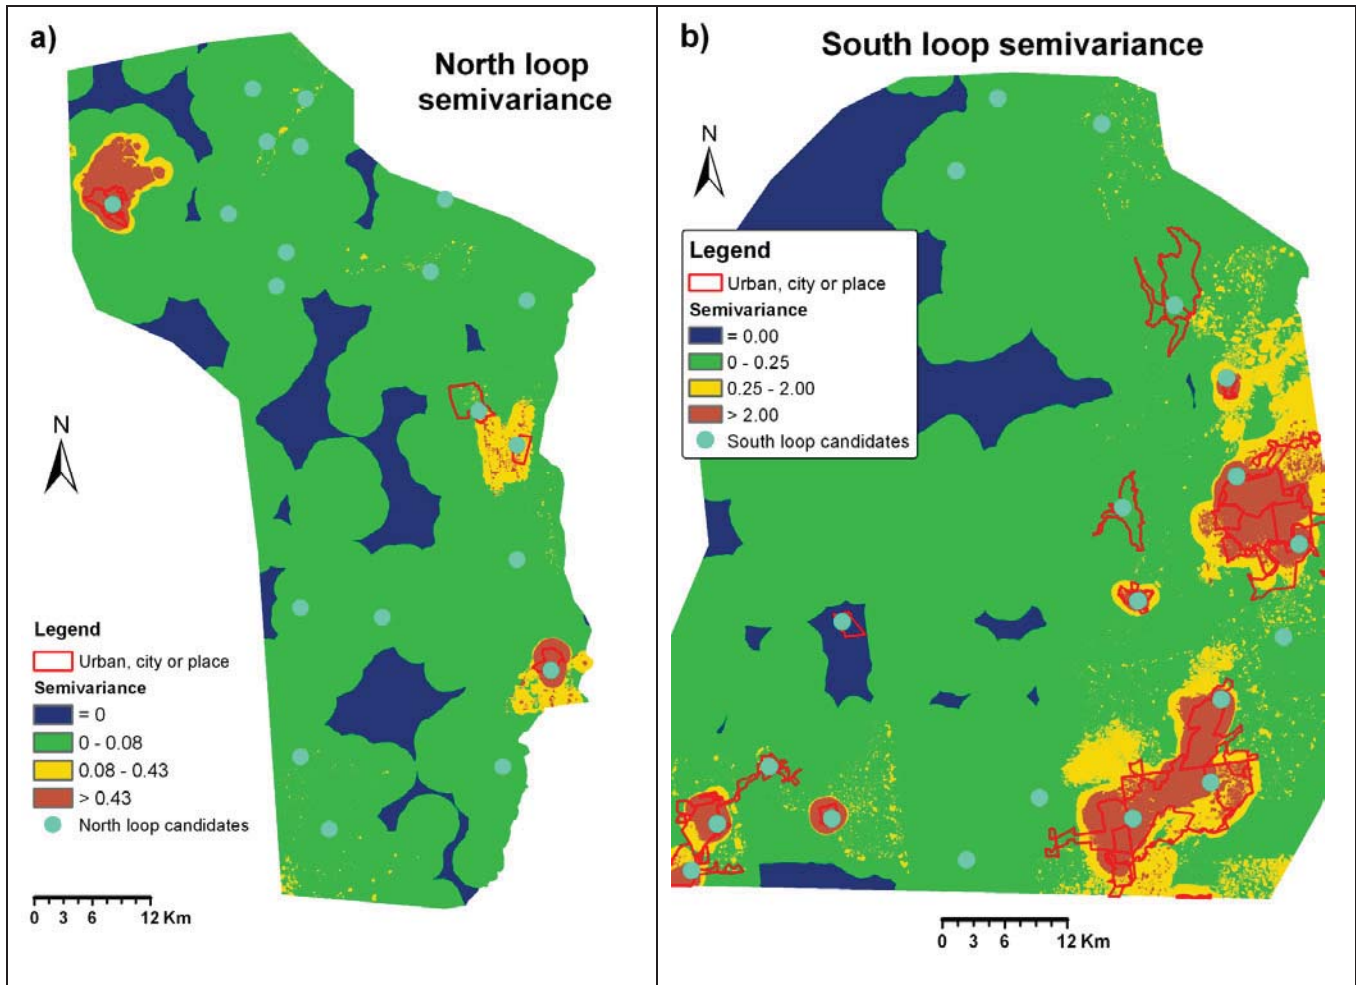 a)
North loop
semivariance
N
Legend
Urban, city or place
Semivariance
= 0
0 - 0.08
0.08 - 0.43
> 0.43
North loop candidates
0 3 6 12 Km
b)
South loop semivariance
N
Legend
Urban, city or place
Semivariance
= 0.00
0 - 0.25
0.25 - 2.00
> 2.00
South loop candidates
0 3 6 12 Km